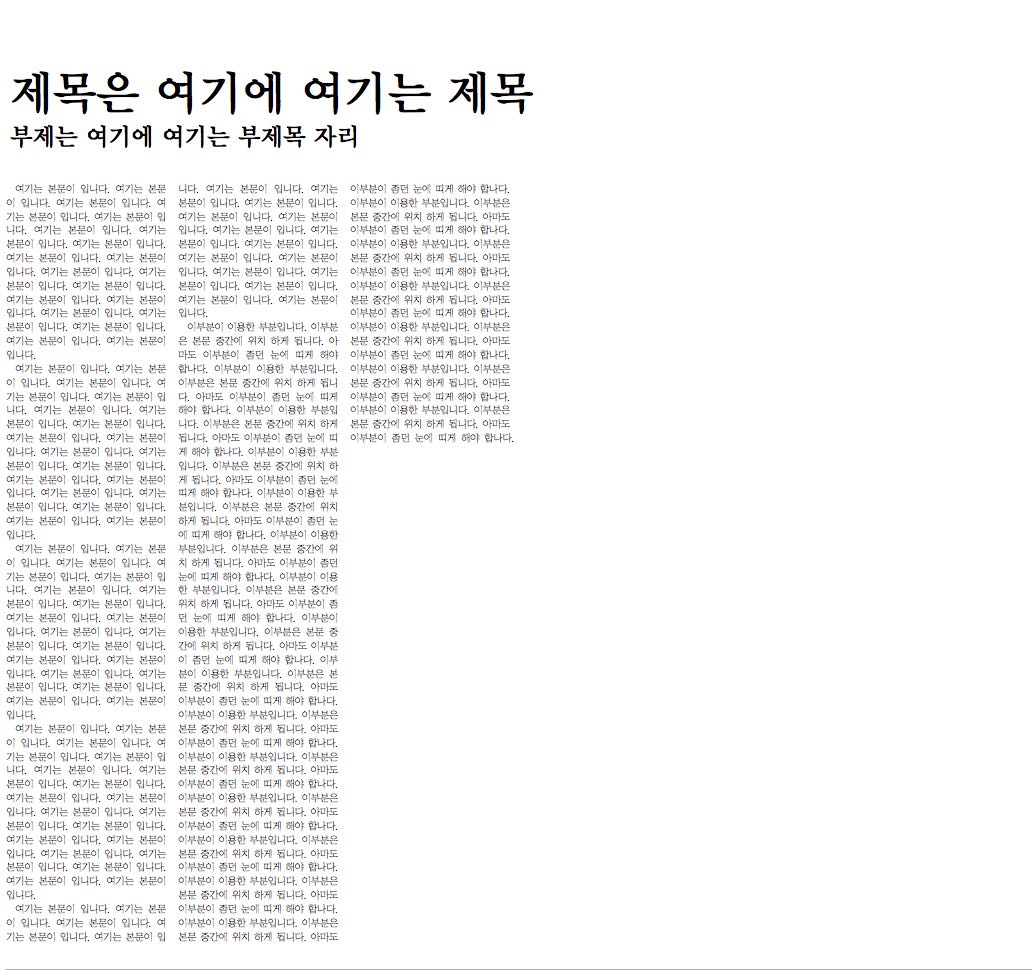 제목은 여기에 여기는 제목
부제는 여기에 여기는 부제목 자리
여기는 본문이 입니다. 여기는 본문
이 입니다. 여기는 본문이 입니다. 여
기는 본문이 입니다. 여기는 본문이 입
니다. 여기는 본문이 입니다. 여기는
본문이 입니다. 여기는 본문이 입니다.
여기는 본문이 입니다. 여기는 본문이
입니다. 여기는 본문이 입니다. 여기는
본문이 입니다. 여기는 본문이 입니다.
여기는 본문이 입니다. 여기는 본문이
입니다. 여기는 본문이 입니다. 여기는
본문이 입니다. 여기는 본문이 입니다.
여기는 본문이 입니다. 여기는 본문이
입니다.
여기는 본문이 입니다. 여기는 본문
이 입니다. 여기는 본문이 입니다. 여
기는 본문이 입니다. 여기는 본문이 입
니다. 여기는 본문이 입니다. 여기는
본문이 입니다. 여기는 본문이 입니다.
여기는 본문이 입니다. 여기는 본문이
입니다. 여기는 본문이 입니다. 여기는
본문이 입니다. 여기는 본문이 입니다.
여기는 본문이 입니다. 여기는 본문이
입니다. 여기는 본문이 입니다. 여기는
본문이 입니다. 여기는 본문이 입니다.
여기는 본문이 입니다. 여기는 본문이
입니다.
여기는 본문이 입니다. 여기는 본문
이 입니다. 여기는 본문이 입니다. 여
기는 본문이 입니다. 여기는 본문이 입
니다. 여기는 본문이 입니다. 여기는
본문이 입니다. 여기는 본문이 입니다.
여기는 본문이 입니다. 여기는 본문이
입니다. 여기는 본문이 입니다. 여기는
본문이 입니다. 여기는 본문이 입니다.
여기는 본문이 입니다. 여기는 본문이
입니다. 여기는 본문이 입니다. 여기는
본문이 입니다. 여기는 본문이 입니다.
여기는 본문이 입니다. 여기는 본문이
입니다.
여기는 본문이 입니다. 여기는 본문
이 입니다. 여기는 본문이 입니다. 여
기는 본문이 입니다. 여기는 본문이 입
니다. 여기는 본문이 입니다. 여기는
본문이 입니다. 여기는 본문이 입니다.
여기는 본문이 입니다. 여기는 본문이
입니다. 여기는 본문이 입니다. 여기는
본문이 입니다. 여기는 본문이 입니다.
여기는 본문이 입니다. 여기는 본문이
입니다. 여기는 본문이 입니다. 여기는
본문이 입니다. 여기는 본문이 입니다.
여기는 본문이 입니다. 여기는 본문이
입니다.
여기는 본문이 입니다. 여기는 본문
이 입니다. 여기는 본문이 입니다. 여
기는 본문이 입니다. 여기는 본문이 입
니다. 여기는 본문이 입니다. 여기는
본문이 입니다. 여기는 본문이 입니다.
여기는 본문이 입니다. 여기는 본문이
입니다. 여기는 본문이 입니다. 여기는
본문이 입니다. 여기는 본문이 입니다.
여기는 본문이 입니다. 여기는 본문이
입니다. 여기는 본문이 입니다. 여기는
본문이 입니다. 여기는 본문이 입니다.
여기는 본문이 입니다. 여기는 본문이
입니다.
이부분이 이용한 부분입니다. 이부분
은 본문 중간에 위치 하게 됩니다. 아
마도 이부분이 좀던 눈에 띠게 해야
합니다. 이부분이 이용한 부분입니다.
이부분은 본문 중간에 위치 하게 됩니
다. 아마도 이부분이 좀던 눈에 띠게
해야 합니다. 이부분이 이용한 부분입
니다. 이부분은 본문 중간에 위치 하게
됩니다. 아마도 이부분이 좀던 눈에 띠
게 해야 합니다. 이부분이 이용한 부분
입니다. 이부분은 본문 중간에 위치 하
게 됩니다. 아마도 이부분이 좀던 눈에
띠게 해야 합니다. 이부분이 이용한 부
분입니다. 이부분은 본문 중간에 위치
하게 됩니다. 아마도 이부분이 좀던 눈
에 띠게 해야 합니다. 이부분이 이용한
부분입니다. 이부분은 본문 중간에 위
치 하게 됩니다. 아마도 이부분이 좀던
눈에 띠게 해야 합니다. 이부분이 이용
한 부분입니다. 이부분은 본문 중간에
위치 하게 됩니다. 아마도 이부분이 좀
던 눈에 띠게 해야 합니다. 이부분이
이용한 부분입니다. 이부분은 본문 중
간에 위치 하게 됩니다. 아마도 이부분
이 좀던 눈에 띠게 해야 합니다. 이부
분이 이용한 부분입니다. 이부분은 본
문 중간에 위치 하게 됩니다. 아마도
이부분이 좀던 눈에 띠게 해야 합니다.
이부분이 이용한 부분입니다. 이부분은
본문 중간에 위치 하게 됩니다. 아마도
이부분이 좀던 눈에 띠게 해야 합니다.
이부분이 이용한 부분입니다. 이부분은
본문 중간에 위치 하게 됩니다. 아마도
이부분이 좀던 눈에 띠게 해야 합니다.
이부분이 이용한 부분입니다. 이부분은
본문 중간에 위치 하게 됩니다. 아마도
이부분이 좀던 눈에 띠게 해야 합니다.
이부분이 이용한 부분입니다. 이부분은
본문 중간에 위치 하게 됩니다. 아마도
이부분이 좀던 눈에 띠게 해야 합니다.
이부분이 이용한 부분입니다. 이부분은
본문 중간에 위치 하게 됩니다. 아마도
이부분이 좀던 눈에 띠게 해야 합니다.
이부분이 이용한 부분입니다. 이부분은
본문 중간에 위치 하게 됩니다. 아마도
이부분이 좀던 눈에 띠게 해야 합니다.
이부분이 이용한 부분입니다. 이부분은
본문 중간에 위치 하게 됩니다. 아마도
이부분이 좀던 눈에 띠게 해야 합니다.
이부분이 이용한 부분입니다. 이부분은
본문 중간에 위치 하게 됩니다. 아마도
이부분이 좀던 눈에 띠게 해야 합니다.
이부분이 이용한 부분입니다. 이부분은
본문 중간에 위치 하게 됩니다. 아마도
이부분이 좀던 눈에 띠게 해야 합니다.
이부분이 이용한 부분입니다. 이부분은
본문 중간에 위치 하게 됩니다. 아마도
이부분이 좀던 눈에 띠게 해야 합니다.
이부분이 이용한 부분입니다. 이부분은
본문 중간에 위치 하게 됩니다. 아마도
이부분이 좀던 눈에 띠게 해야 합니다.
이부분이 이용한 부분입니다. 이부분은
본문 중간에 위치 하게 됩니다. 아마도
이부분이 좀던 눈에 띠게 해야 합니다.